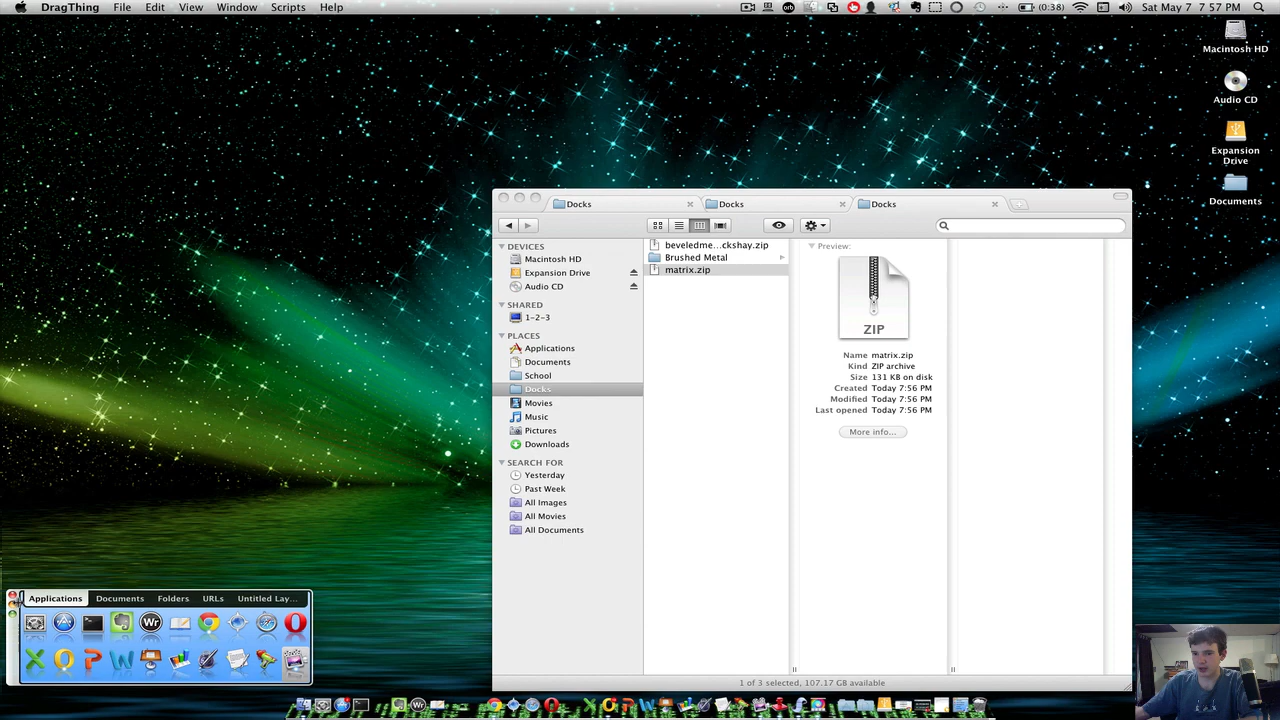 DragThing File Edit View Window Scripts Help
(0:38) Sat May 7 7:57 PM
Macintosh HD
Audio CD
Expansion
Drive
Documents
Docks Docks Docks
DEVICES
Macintosh HD
Expansion Drive
Audio CD
SHARED
1-2-3
PLACES
Applications
Documents
School
Docks
Movies
Music
Pictures
Downloads
SEARCH FOR
Yesterday
Past Week
All Images
All Movies
All Documents
beveledme...ckshay.zip
Brushed Metal
matrix.zip
Preview:
ZIP
Name matrix.zip
Kind ZIP archive
Size 131 KB on disk
Created Today 7:56 PM
Modified Today 7:56 PM
Last opened Today 7:56 PM
More info...
1 of 3 selected, 107.17 GB available
Applications Documents Folders URLs Untitled Lay...
Wr